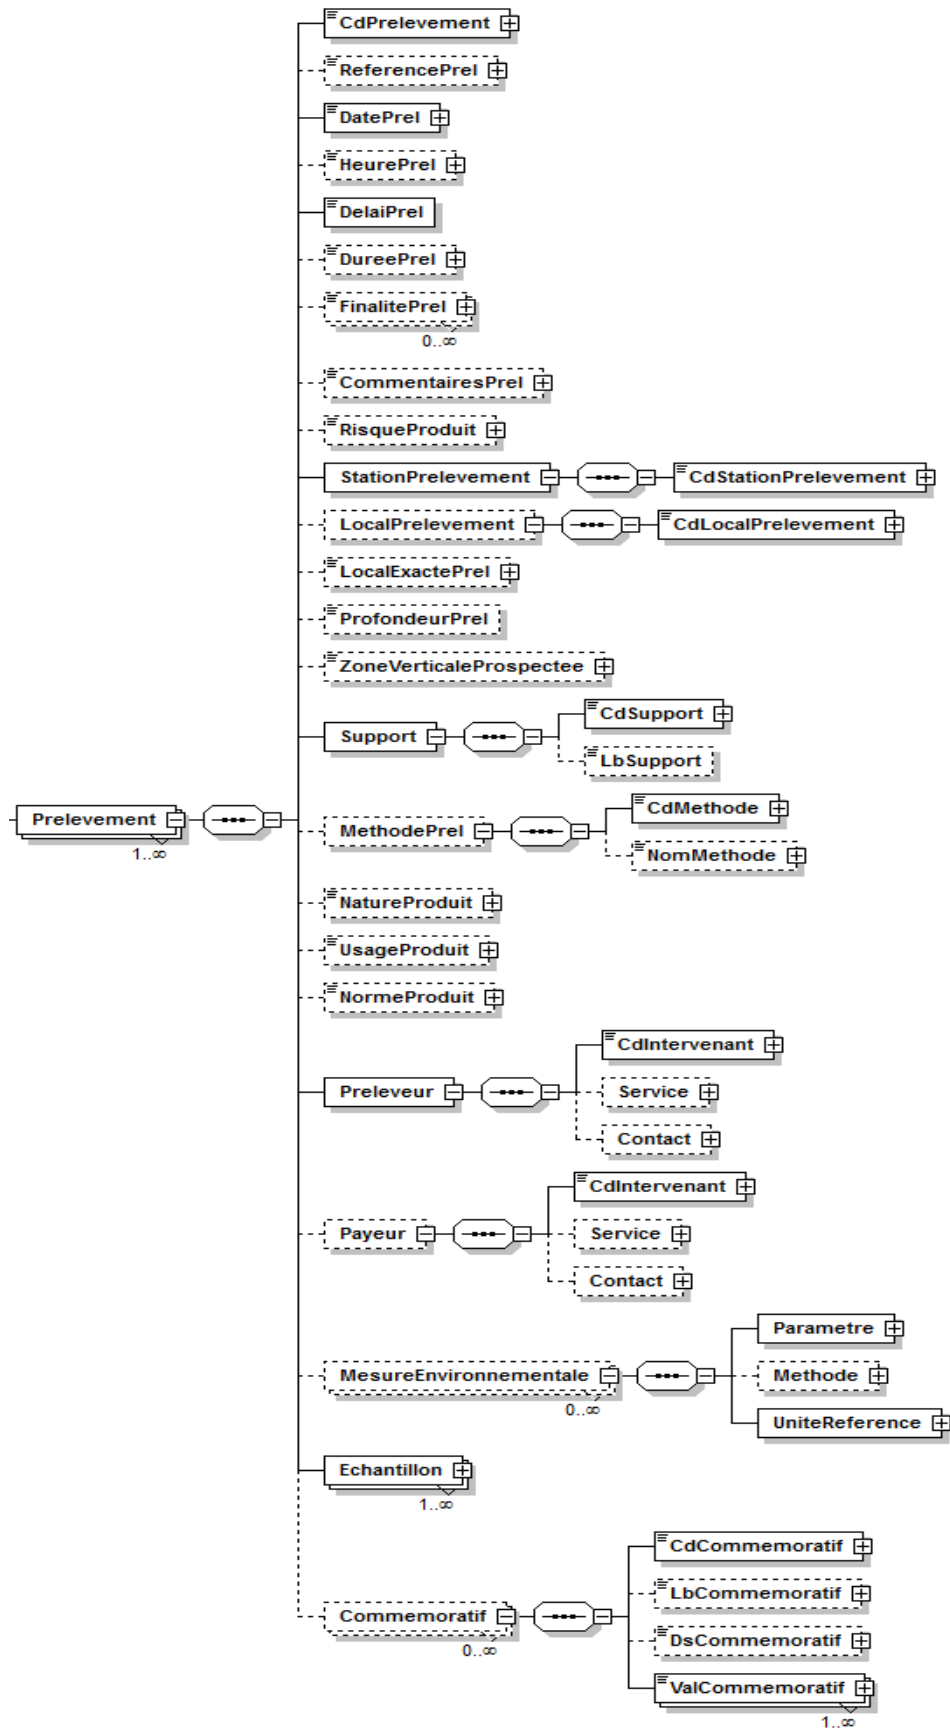 CdPrelevement
ReferencePrel
DatePrel
HeurePrel
DelaiPrel
DureePrel
FinalitePrel
0..∞
CommentairesPrel
RisqueProduit
StationPrelevement CdStationPrelevement
LocalPrelevement CdLocalPrelevement
LocalExactePrel
ProfondeurPrel
ZoneVerticaleProspectee
CdSupport
Support
LbSupport
CdMethode
Prelevement
1..∞
MethodePrel
NomMethode
NatureProduit
UsageProduit
NormeProduit
CdIntervenant
Preleveur Service
Contact
CdIntervenant
Payeur Service
Contact
Parametre
MesureEnvironnementale Methode
0..∞
UniteReference
Echantillon
1..∞
CdCommemoratif
LbCommemoratif
Commemoratif
0..∞
DsCommemoratif
ValCommemoratif
1..∞